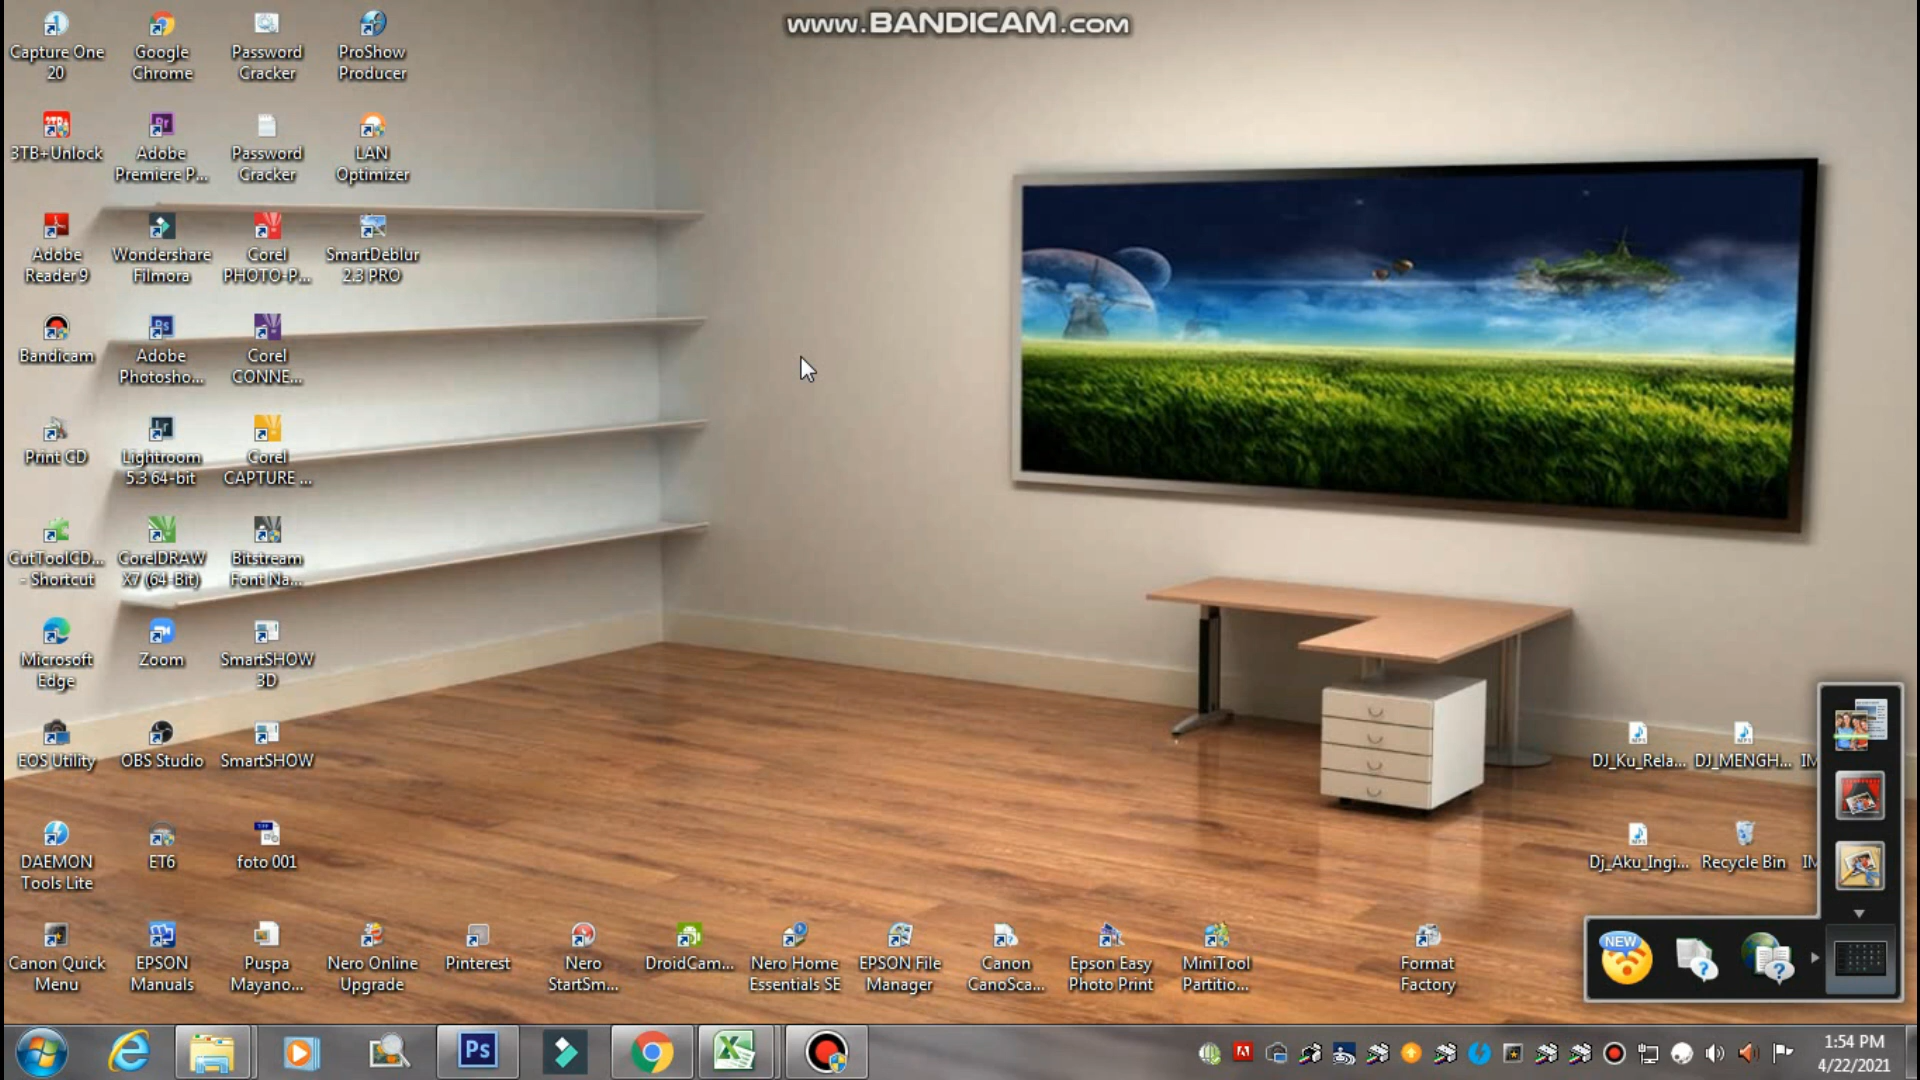 www.BANDICAM.com
Capture One
20
Google
Chrome
Password
Cracker
ProShow
Producer
3TB+Unlock
Adobe
Premiere P...
Password
Cracker
LAN
Optimizer
Adobe
Reader 9
Wondershare
Filmora
Corel
PHOTO-P...
SmartDeblur
2.3 PRO
Bandicam
Adobe
Photosho...
Corel
CONNE...
Print CD
Lightroom
5.3 64-bit
Corel
CAPTURE ...
CutToolCD...
- Shortcut
CorelDRAW
X7 (64-Bit)
Bitstream
Font Na...
Microsoft
Edge
Zoom
SmartSHOW
3D
EOS Utility
OBS Studio
SmartSHOW
DJ_Ku_Rela...
DJ_MENGH...
IM
DAEMON
Tools Lite
ET6
foto 001
Dj_Aku_Ingi...
Recycle Bin
IM
Canon Quick
Menu
EPSON
Manuals
Puspa
Mayano...
Nero Online
Upgrade
Pinterest
Nero
StartSm...
DroidCam...
Nero Home
Essentials SE
EPSON File
Manager
Canon
CanoSca...
Epson Easy
Photo Print
MiniTool
Partitio...
Format
Factory
NEW
Ps
1:54 PM
4/22/2021